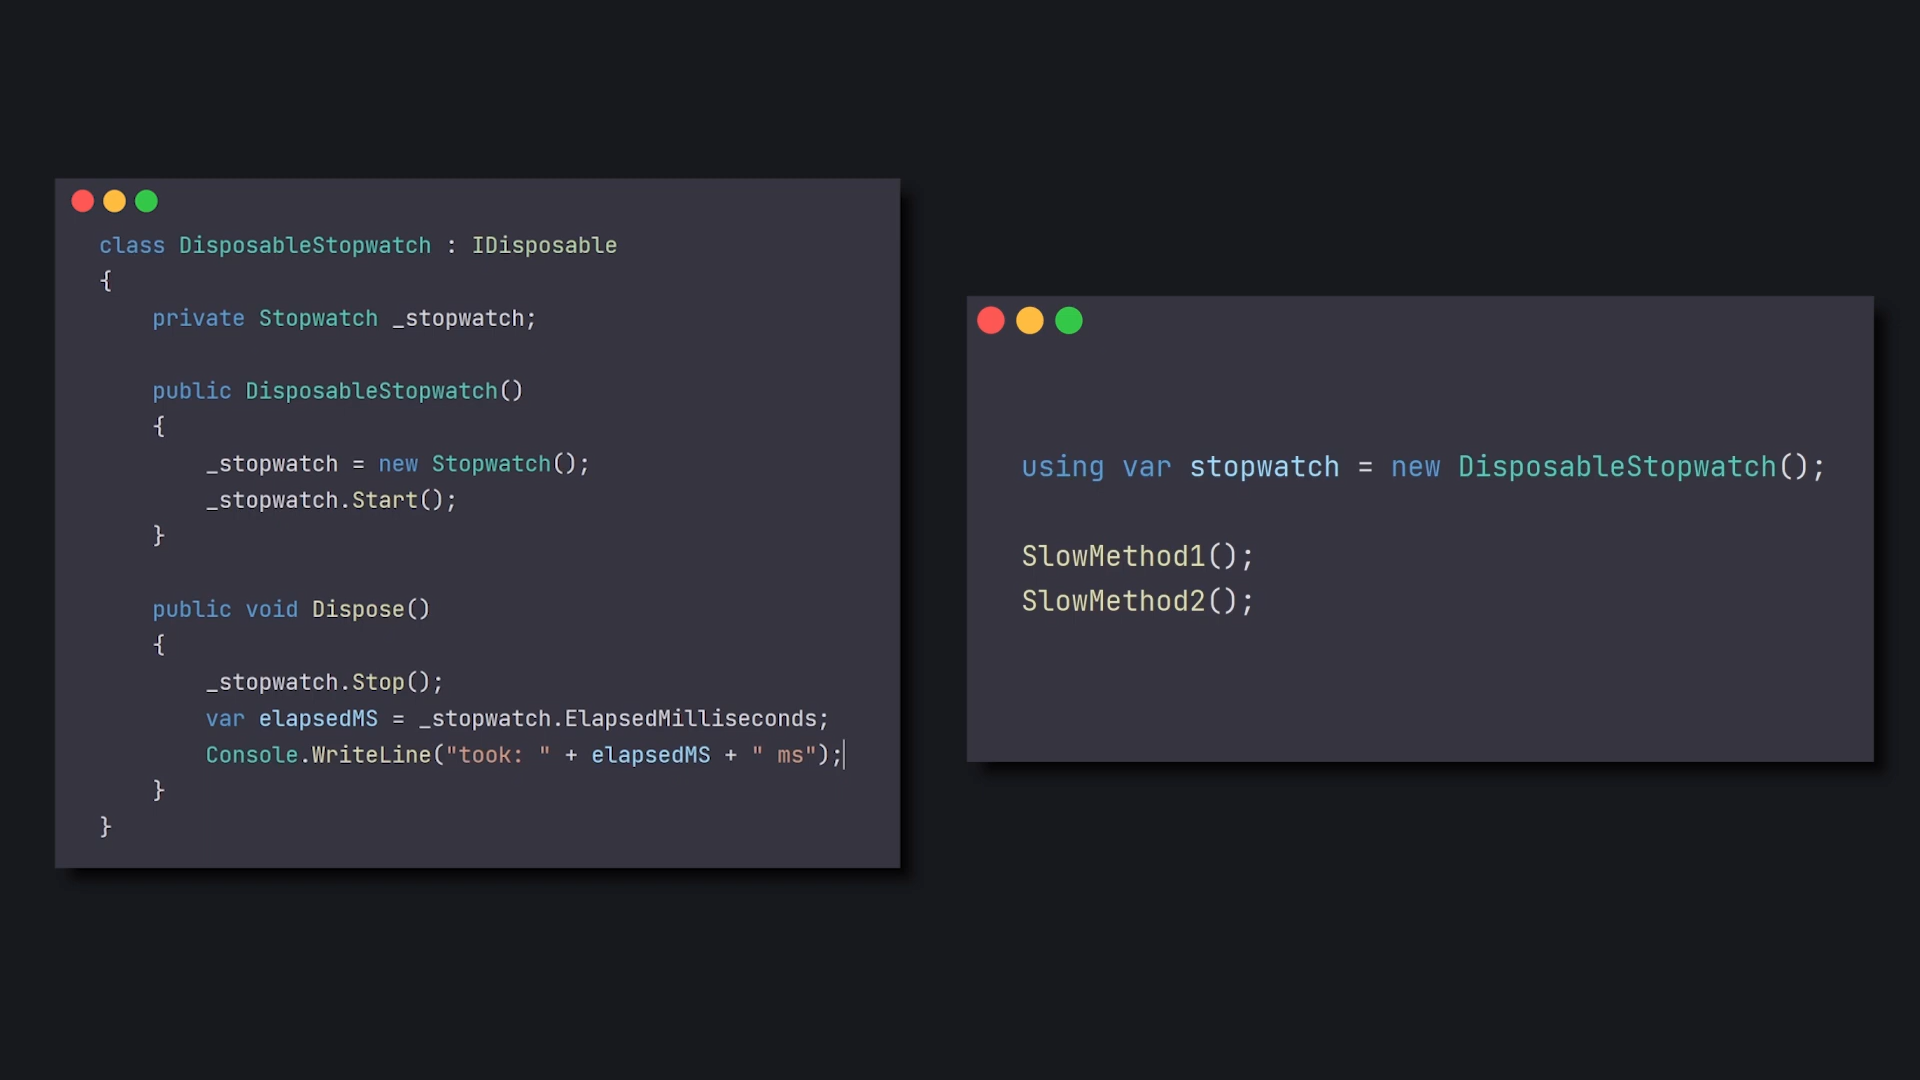 class DisposableStopwatch : IDisposable
{
    private Stopwatch _stopwatch;

    public DisposableStopwatch()
    {
        _stopwatch = new Stopwatch();
        _stopwatch.Start();
    }

    public void Dispose()
    {
        _stopwatch.Stop();
        var elapsedMS = _stopwatch.ElapsedMilliseconds;
        Console.WriteLine("took: " + elapsedMS + " ms");
    }
}
using var stopwatch = new DisposableStopwatch();

SlowMethod1();
SlowMethod2();